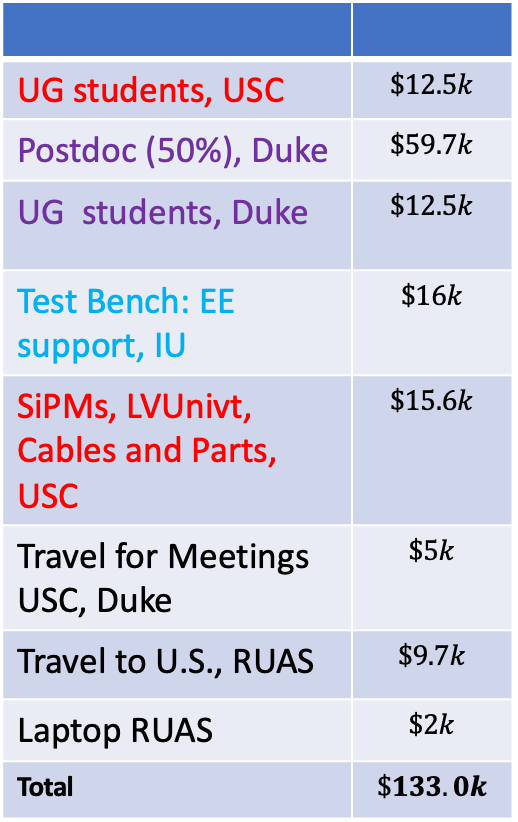 UG students, USC $12.5k
Postdoc (50%), Duke $59.7k
UG students, Duke $12.5k
Test Bench: EE $16k
support, IU
SiPMs, LVUnivt, $15.6k
Cables and Parts,
USC
Travel for Meetings $5k
USC, Duke
Travel to U.S., RUAS $9.7k
Laptop RUAS $2k
Total $133.0k